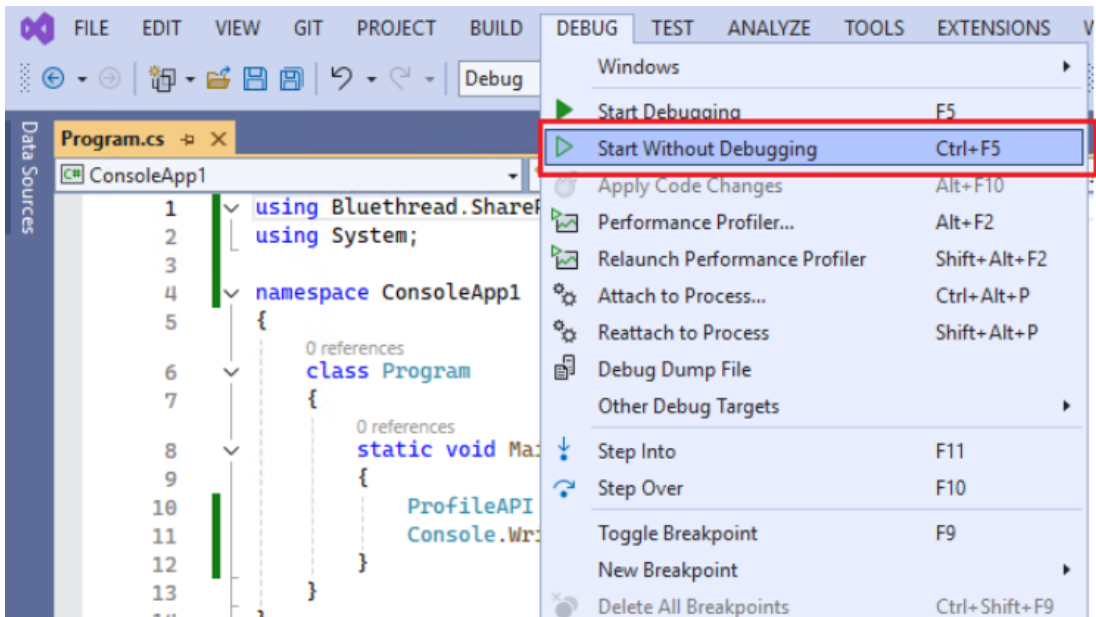 FILE EDIT VIEW GIT PROJECT BUILD DEBUG TEST ANALYZE TOOLS EXTENSIONS
Debug
Data Sources
Program.cs
C# ConsoleApp1
1 using Bluethread.ShareP
2 using System;
3
4 namespace ConsoleApp1
5 {
0 references
6 class Program
7 {
0 references
8 static void Mai
9 {
10 ProfileAPI
11 Console.Wri
12 }
13 }
Windows
Start Debugging F5
Start Without Debugging Ctrl+F5
Apply Code Changes Alt+F10
Performance Profiler... Alt+F2
Relaunch Performance Profiler Shift+Alt+F2
Attach to Process... Ctrl+Alt+P
Reattach to Process Shift+Alt+P
Debug Dump File
Other Debug Targets
Step Into F11
Step Over F10
Toggle Breakpoint F9
New Breakpoint
Delete All Breakpoints Ctrl+Shift+F9